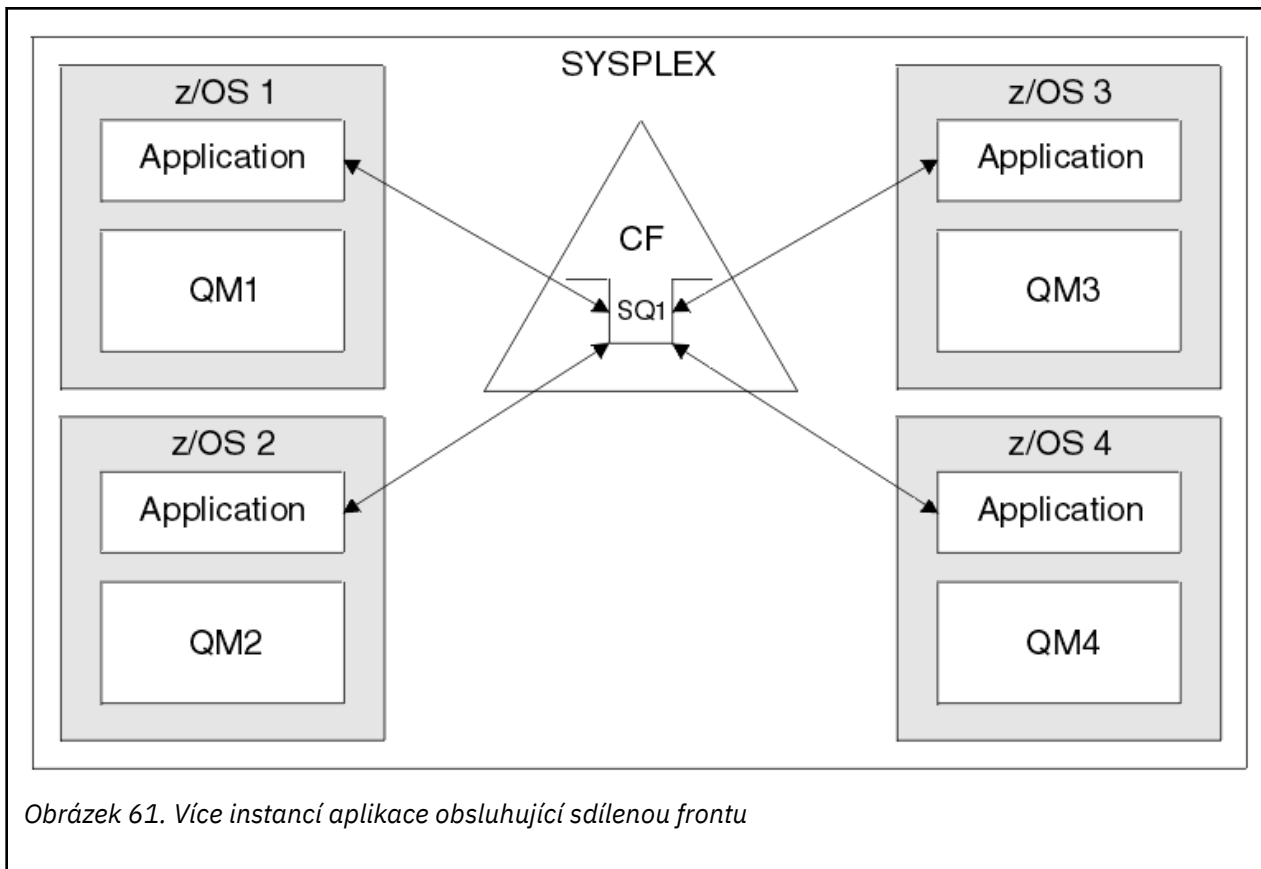 SYSPLEX
z/OS 1
Application
QM1
z/OS 2
Application
QM2
CF
SQ1
z/OS 3
Application
QM3
z/OS 4
Application
QM4
Obrázek 61. Více instancí aplikace obsluhující sdílenou frontu